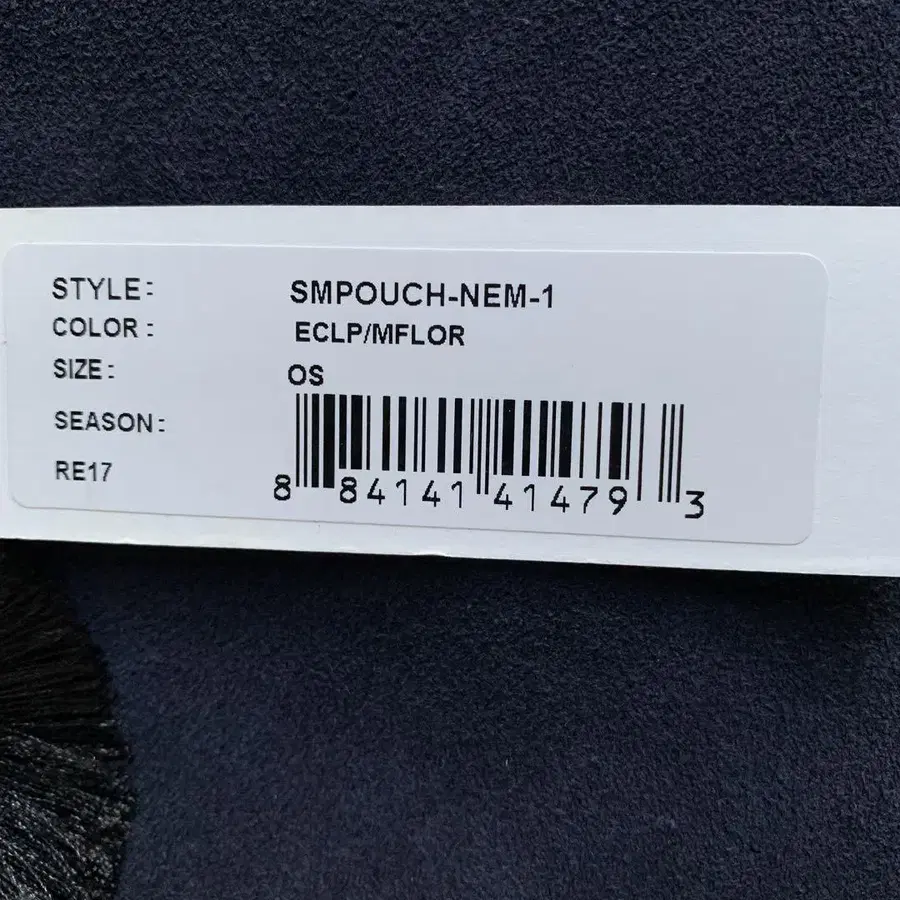 STYLE: SMPOUCH-NEM-1
COLOR: ECLP/MFLOR
SIZE: OS
SEASON:
RE17
8 84141 41479 3